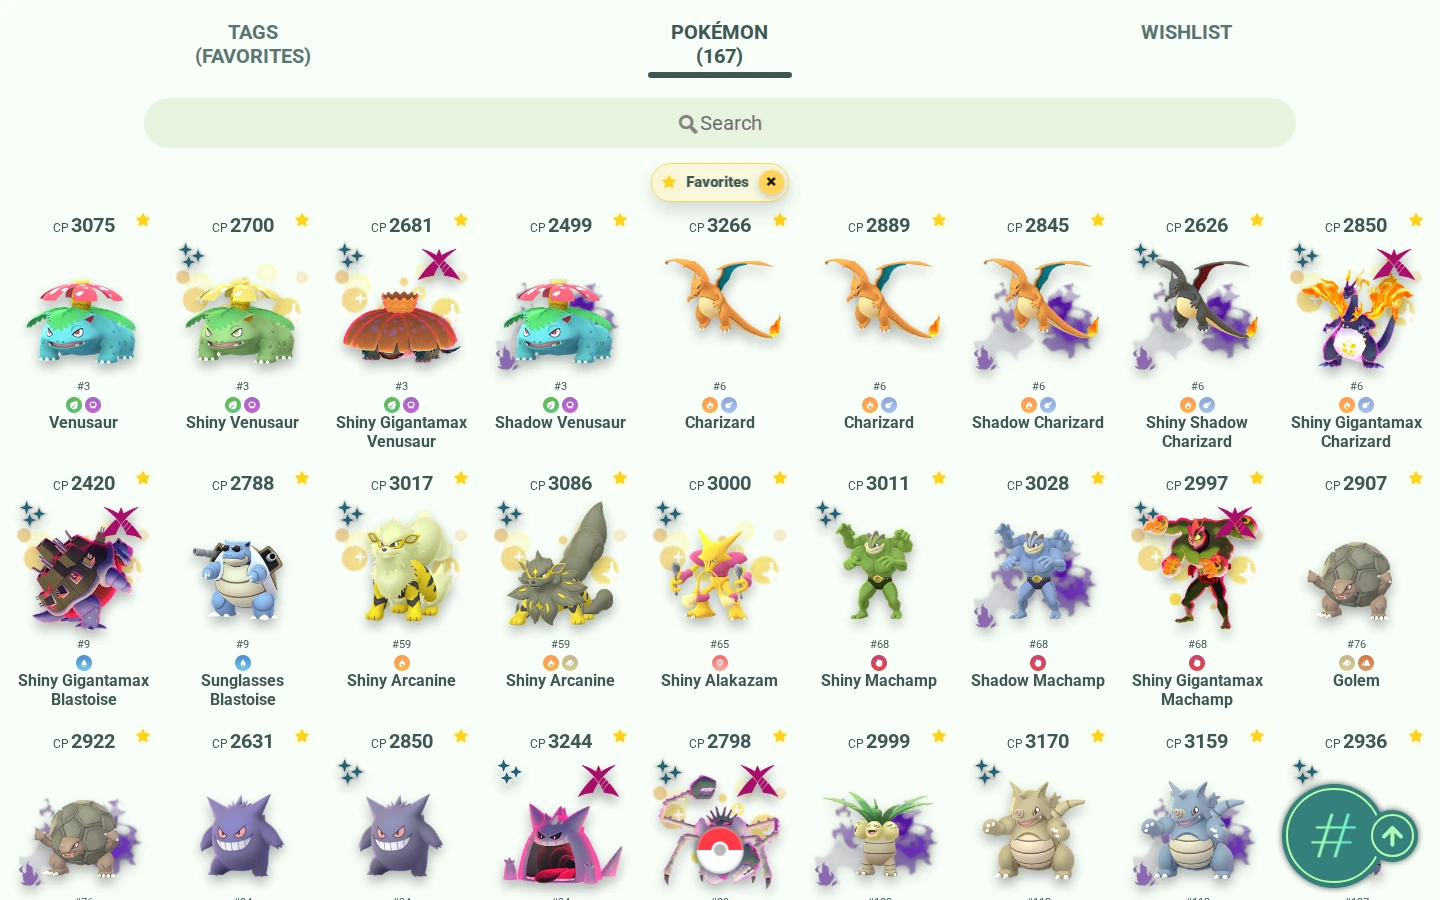 TAGS
(FAVORITES)
POKÉMON
(167)
WISHLIST
Search
Favorites
CP 3075
CP 2700
CP 2681
CP 2499
CP 3266
CP 2889
CP 2845
CP 2626
CP 2850
#3
#3
#3
#3
#6
#6
#6
#6
#6
Venusaur
Shiny Venusaur
Shiny Gigantamax
Venusaur
Shadow Venusaur
Charizard
Charizard
Shadow Charizard
Shiny Shadow
Charizard
Shiny Gigantamax
Charizard
CP 2420
CP 2788
CP 3017
CP 3086
CP 3000
CP 3011
CP 3028
CP 2997
CP 2907
#9
#9
#59
#59
#65
#68
#68
#68
#76
Shiny Gigantamax
Blastoise
Sunglasses
Blastoise
Shiny Arcanine
Shiny Arcanine
Shiny Alakazam
Shiny Machamp
Shadow Machamp
Shiny Gigantamax
Machamp
Golem
CP 2922
CP 2631
CP 2850
CP 3244
CP 2798
CP 2999
CP 3170
CP 3159
CP 2936
#